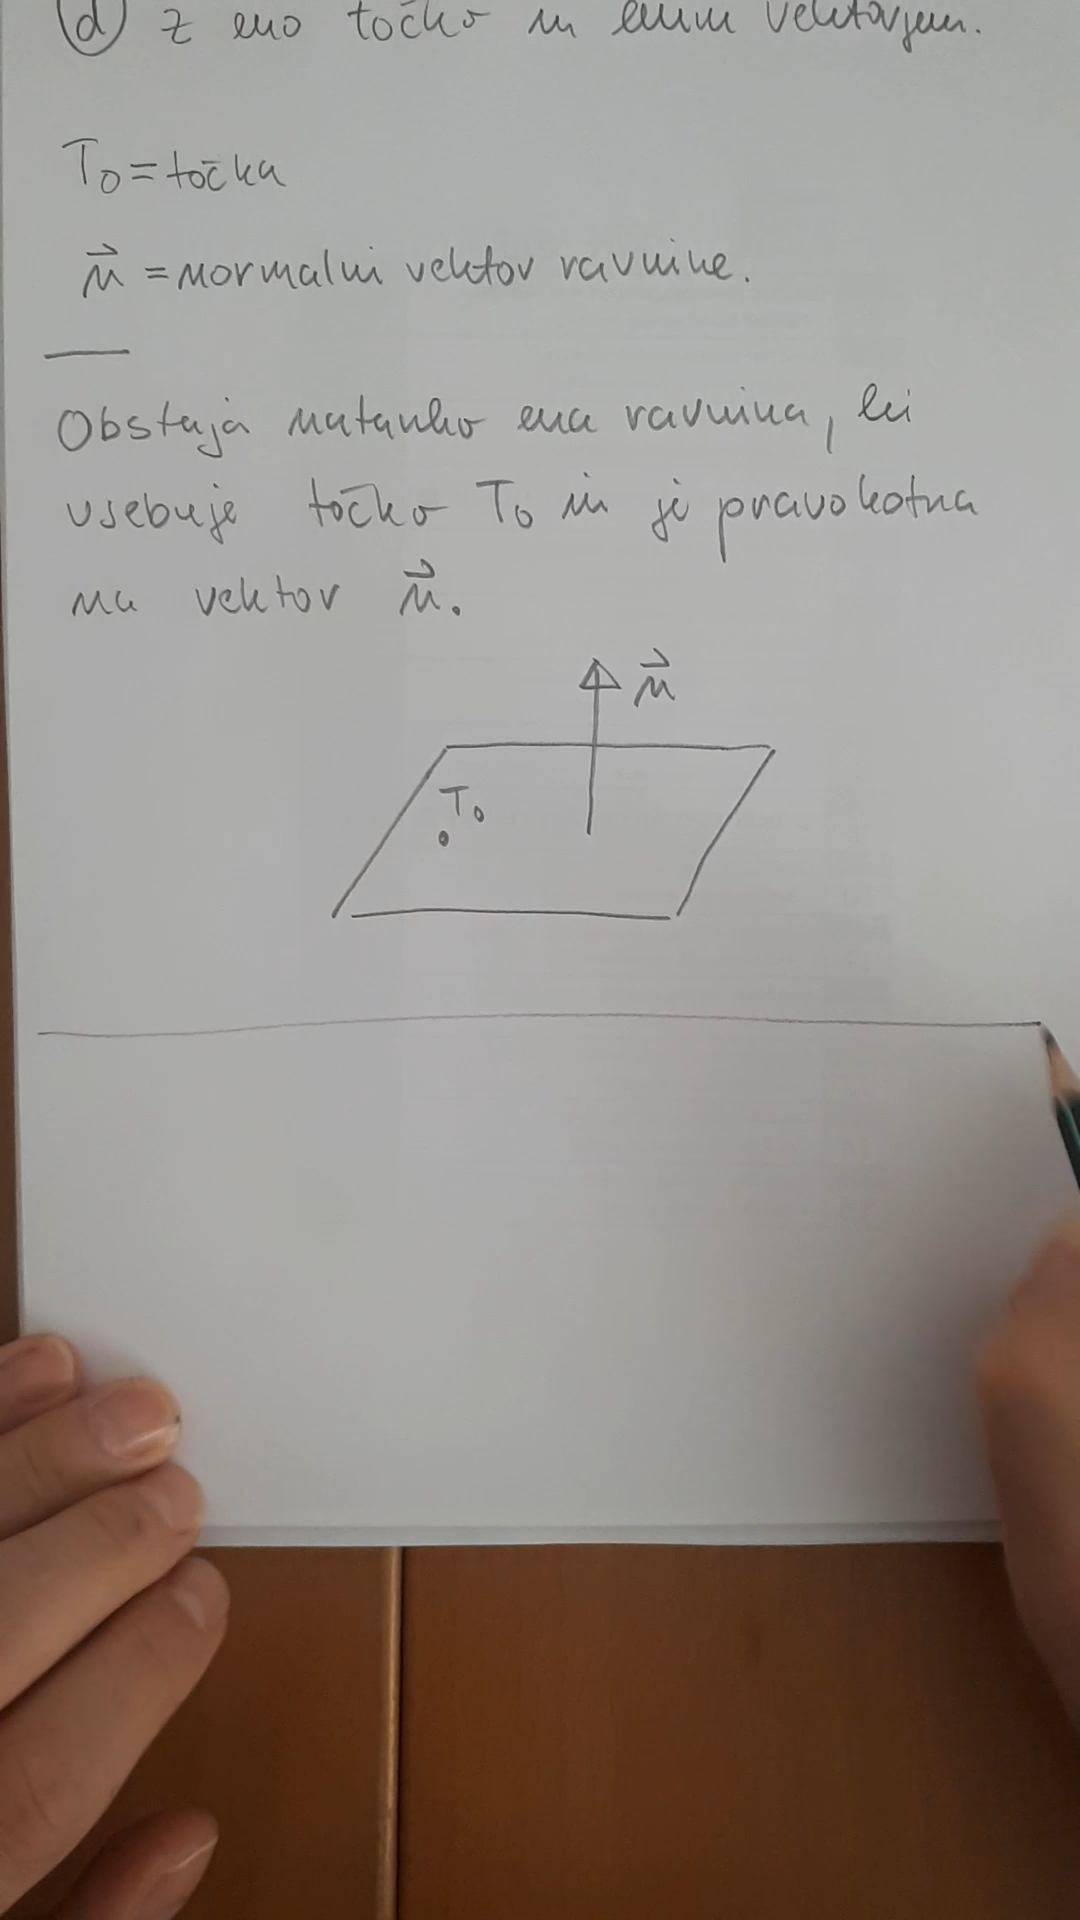 d z eno točko in enim vektorjem.
T₀ = točka
n⃗ = normalni vektor ravnine.
Obstaja natanko ena ravnina, ki
vsebuje točko T₀ in je pravokotna
na vektor n⃗.
n⃗
T₀